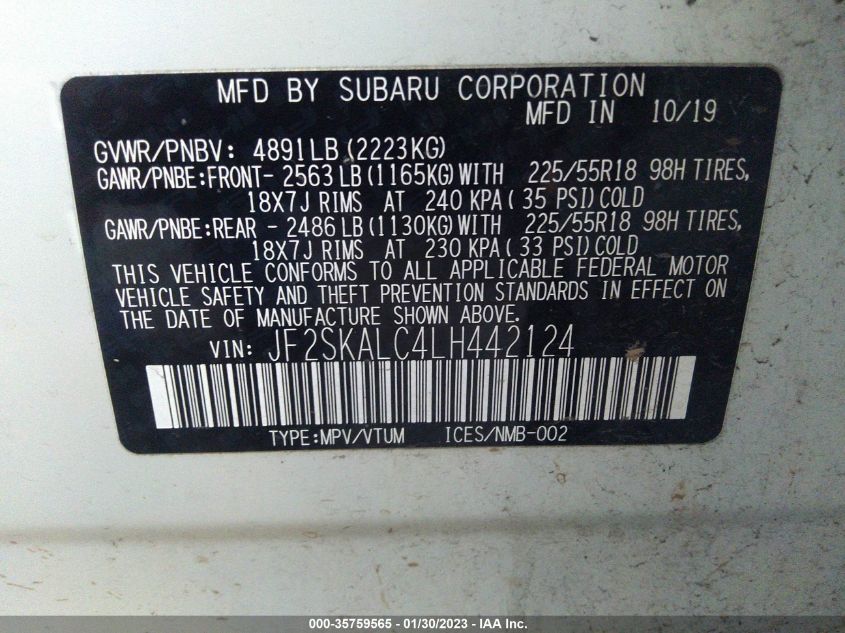 MFD BY SUBARU CORPORATION
MFD IN 10/19
GVWR/PNBV: 4891LB (2223KG)
GAWR/PNBE:FRONT- 2563 LB (1165KG) WITH 225/55R18 98H TIRES,
18X7J RIMS AT 240 KPA ( 35 PSI) COLD
GAWR/PNBE:REAR - 2486 LB (1130KG) WITH 225/55R18 98H TIRES,
18X7J RIMS AT 230 KPA ( 33 PSI) COLD
THIS VEHICLE CONFORMS TO ALL APPLICABLE FEDERAL MOTOR
VEHICLE SAFETY AND THEFT PREVENTION STANDARDS IN EFFECT ON
THE DATE OF MANUFACTURE SHOWN ABOVE.
VIN: JF2SKALC4LH442124
TYPE:MPV/VTUM ICES/NMB-002
000-35759565 - 01/30/2023 - IAA Inc.